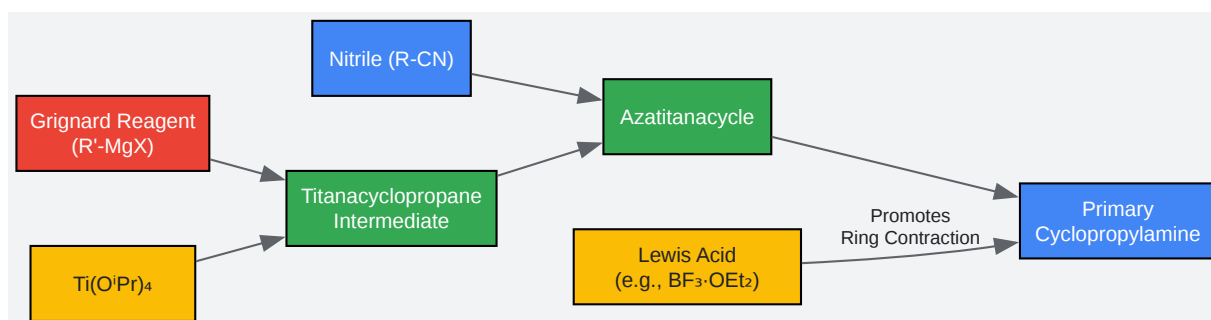 Nitrile (R-CN)
Grignard Reagent
(R'-MgX)
Azatitanacycle
Titanacyclopropane
Intermediate
Ti(OⁱPr)₄
Lewis Acid
(e.g., BF₃·OEt₂)
Promotes
Ring Contraction
Primary
Cyclopropylamine